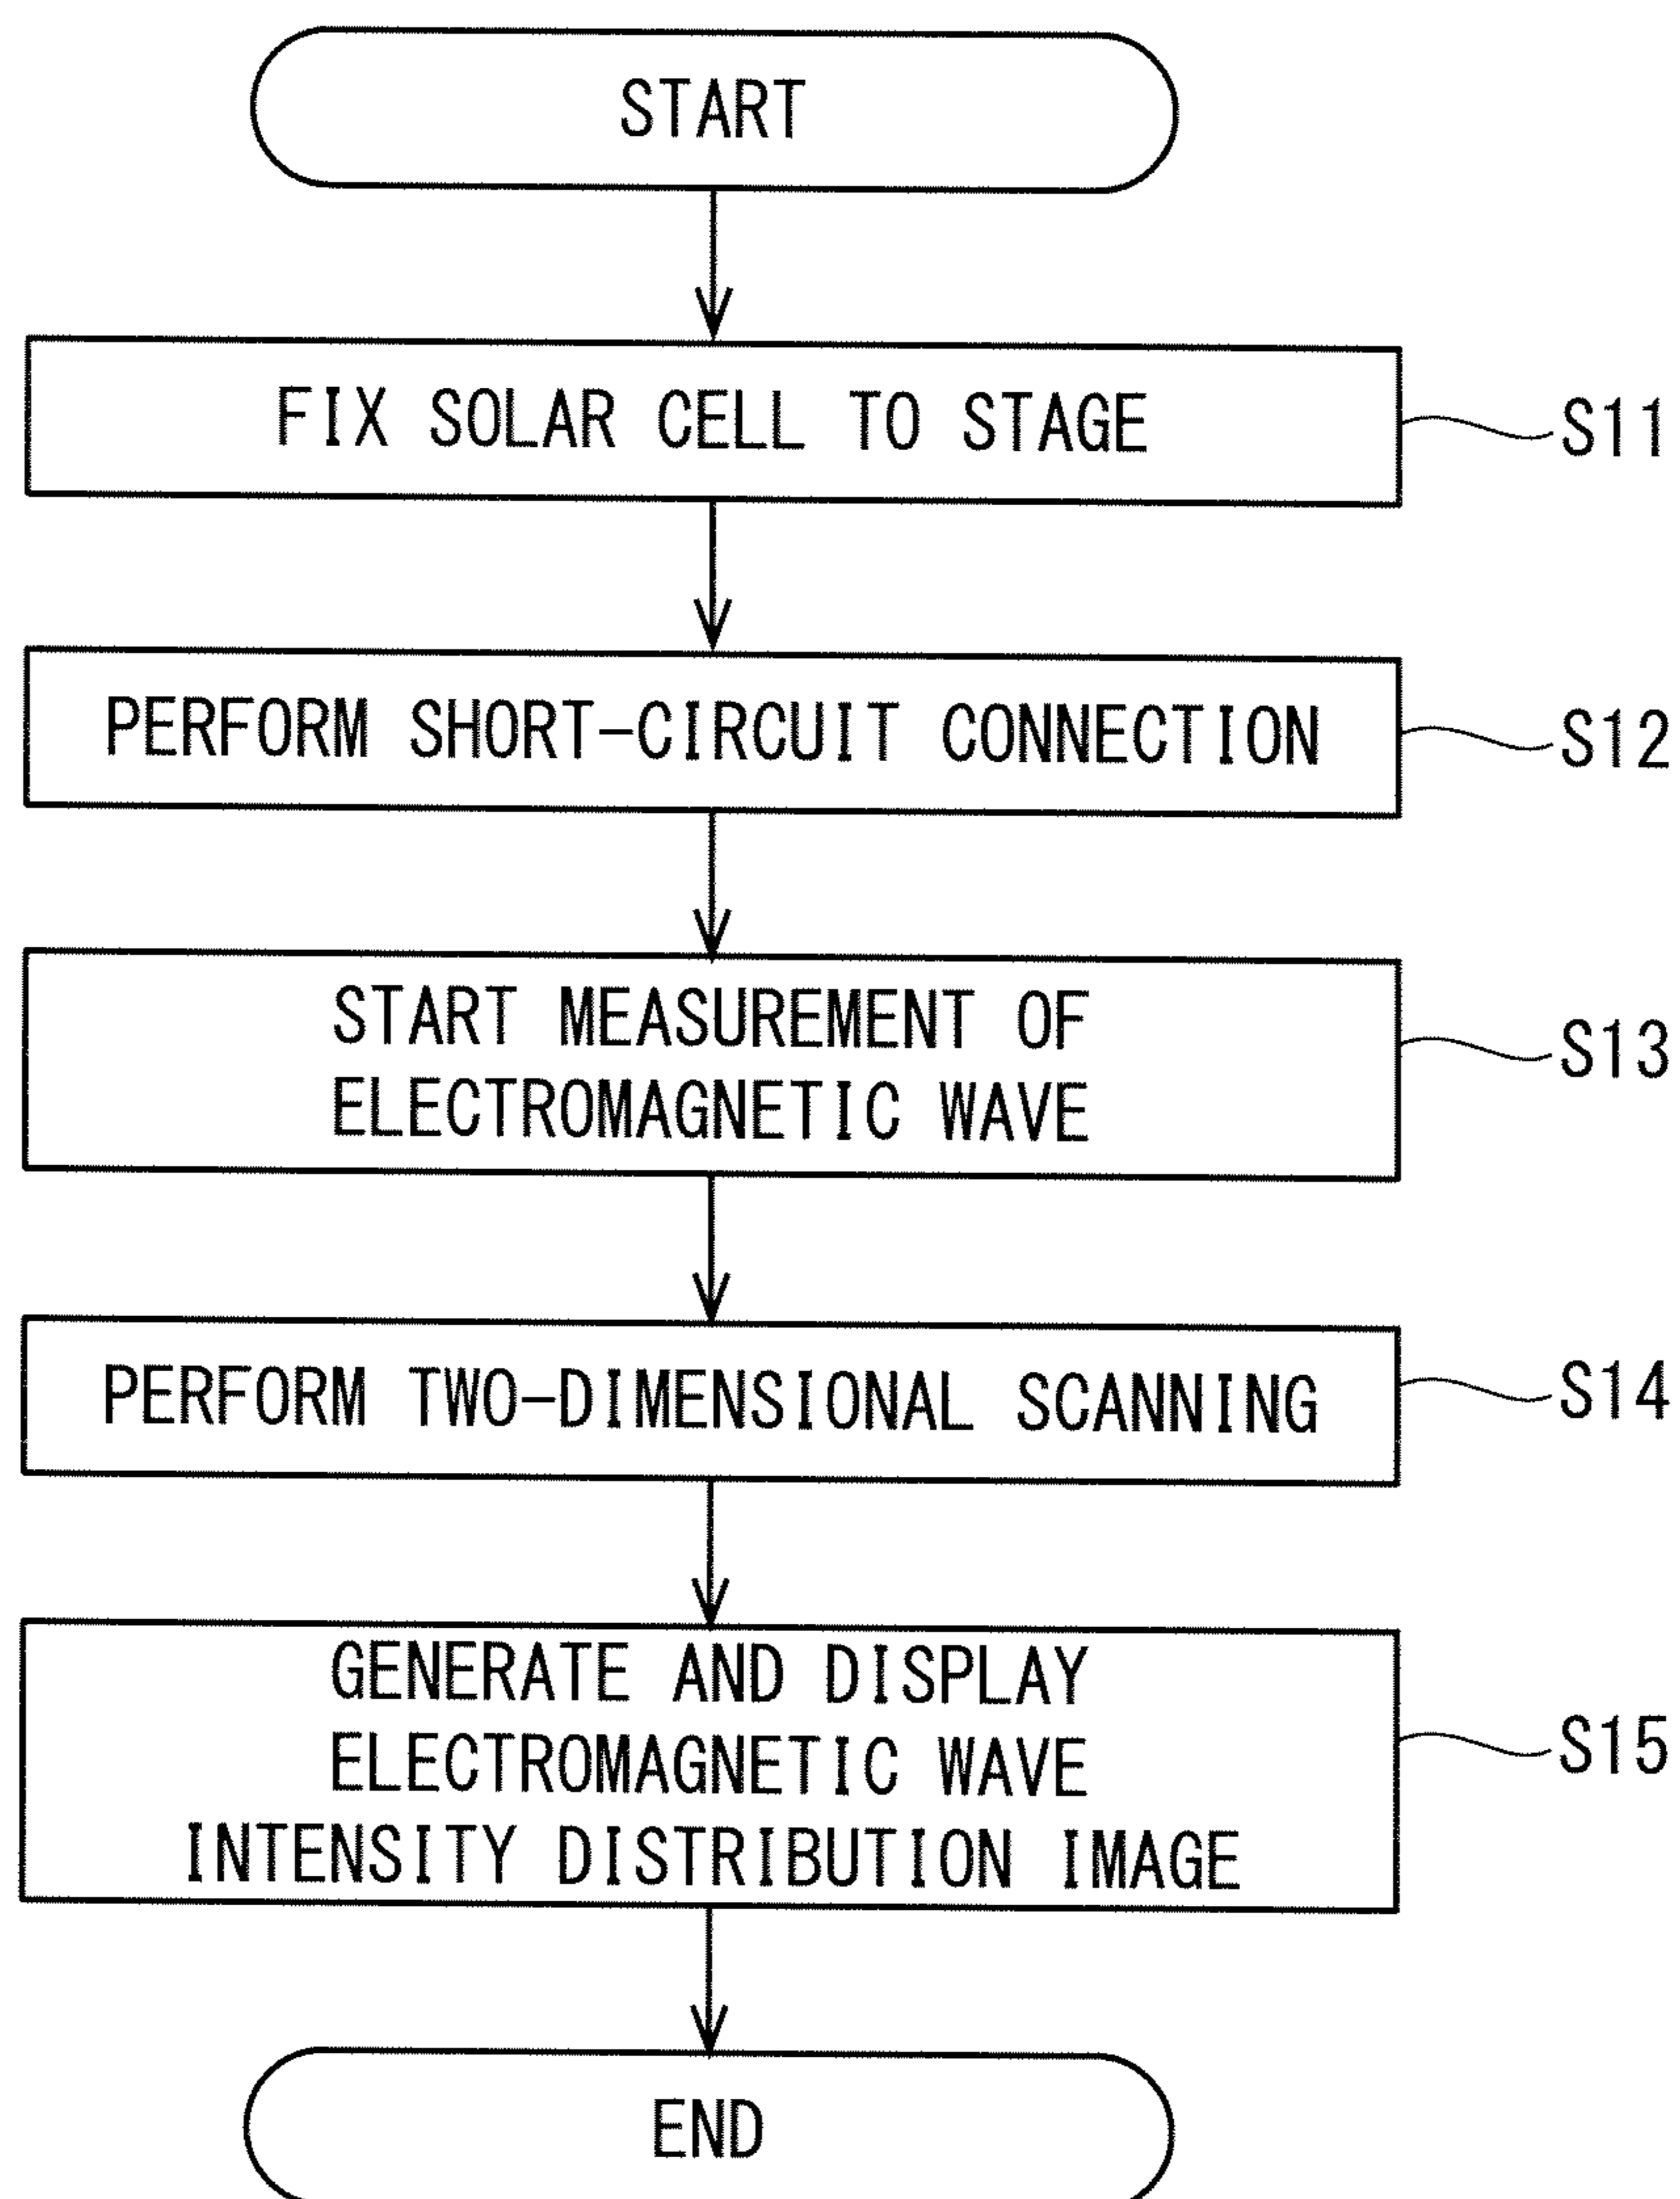 START
FIX SOLAR CELL TO STAGE
S11
PERFORM SHORT-CIRCUIT CONNECTION
S12
START MEASUREMENT OF
ELECTROMAGNETIC WAVE
S13
PERFORM TWO-DIMENSIONAL SCANNING
S14
GENERATE AND DISPLAY
ELECTROMAGNETIC WAVE
INTENSITY DISTRIBUTION IMAGE
S15
END